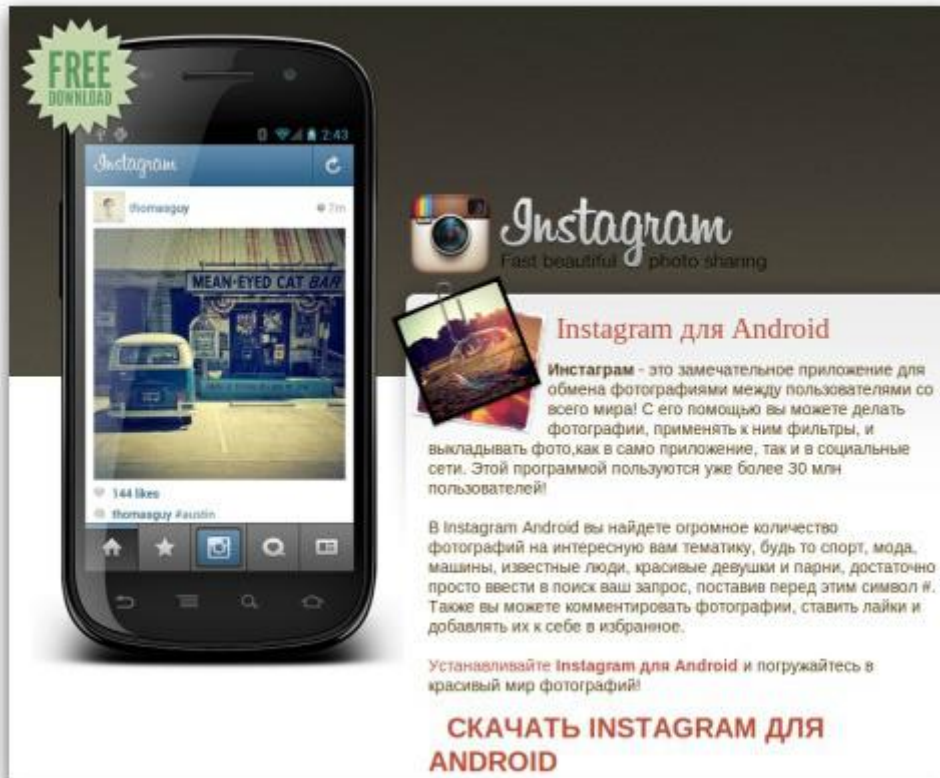 FREE
DOWNLOAD
2:43
Instagram
thomasguy
7m
MEAN-EYED CAT BAR
144 likes
thomasguy #austin
Instagram
Fast beautiful photo sharing
Instagram для Android
Инстаграм - это замечательное приложение для
обмена фотографиями между пользователями со
всего мира! С его помощью вы можете делать
фотографии, применять к ним фильтры, и
выкладывать фото,как в само приложение, так и в социальные
сети. Этой программой пользуются уже более 30 млн
пользователей!
В Instagram Android вы найдете огромное количество
фотографий на интересную вам тематику, будь то спорт, мода,
машины, известные люди, красивые девушки и парни, достаточно
просто ввести в поиск ваш запрос, поставив перед этим символ #.
Также вы можете комментировать фотографии, ставить лайки и
добавлять их к себе в избранное.
Устанавливайте Instagram для Android и погружайтесь в
красивый мир фотографий!
СКАЧАТЬ INSTAGRAM ДЛЯ
ANDROID